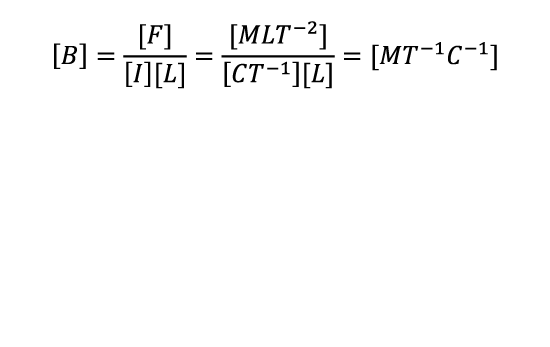 [B] = [F] / [I][L] = [MLT⁻²] / [CT⁻¹][L] = [MT⁻¹C⁻¹]